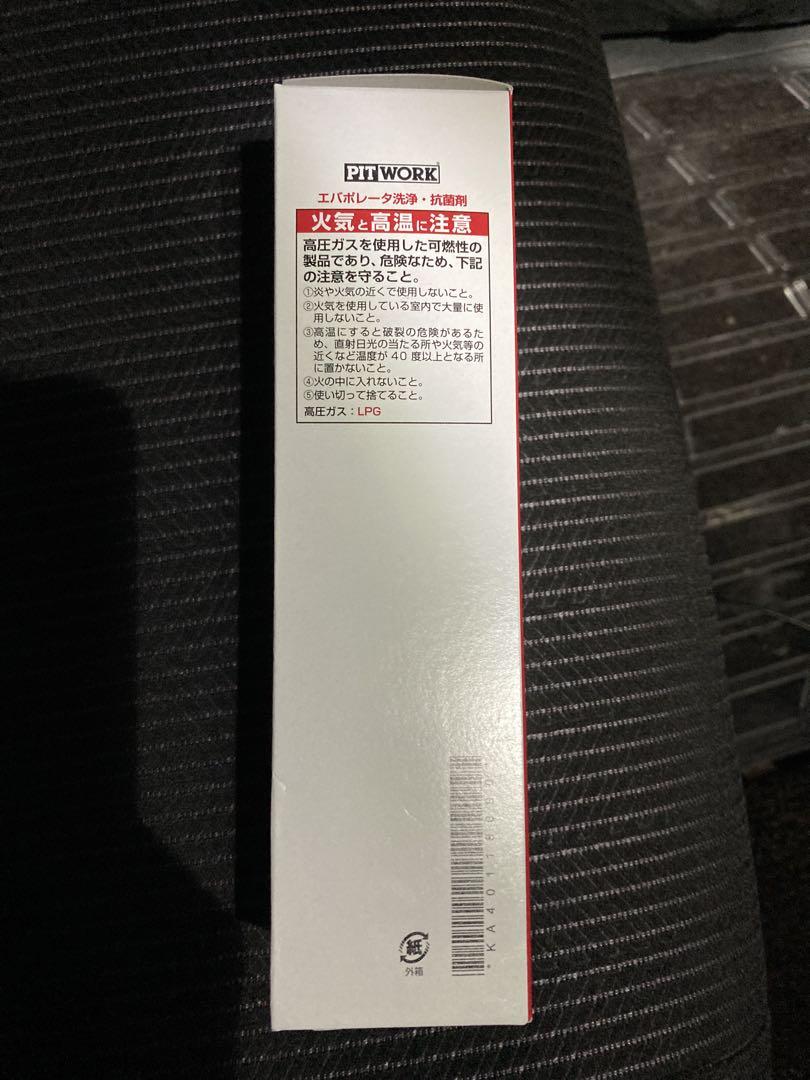 PIT WORK
エバポレータ洗浄・抗菌剤
火気と高温に注意
高圧ガスを使用した可燃性の
製品であり、危険なため、下記
の注意を守ること。
①炎や火気の近くで使用しないこと。
②火気を使用している室内で大量に使
用しないこと。
③高温にすると破裂の危険があるた
め、直射日光の当たる所や火気等の
近くなど温度が 40 度以上となる所
に置かないこと。
④火の中に入れないこと。
⑤使い切って捨てること。
高圧ガス：LPG
紙
外箱